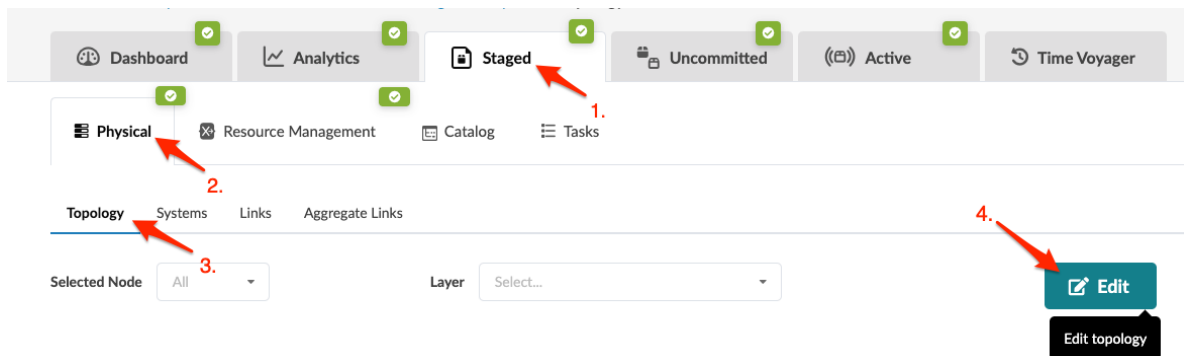 Dashboard Analytics Staged Uncommitted Active Time Voyager
1.
Physical Resource Management Catalog Tasks
2.
Topology Systems Links Aggregate Links
4.
3.
Selected Node All Layer Select... Edit
Edit topology